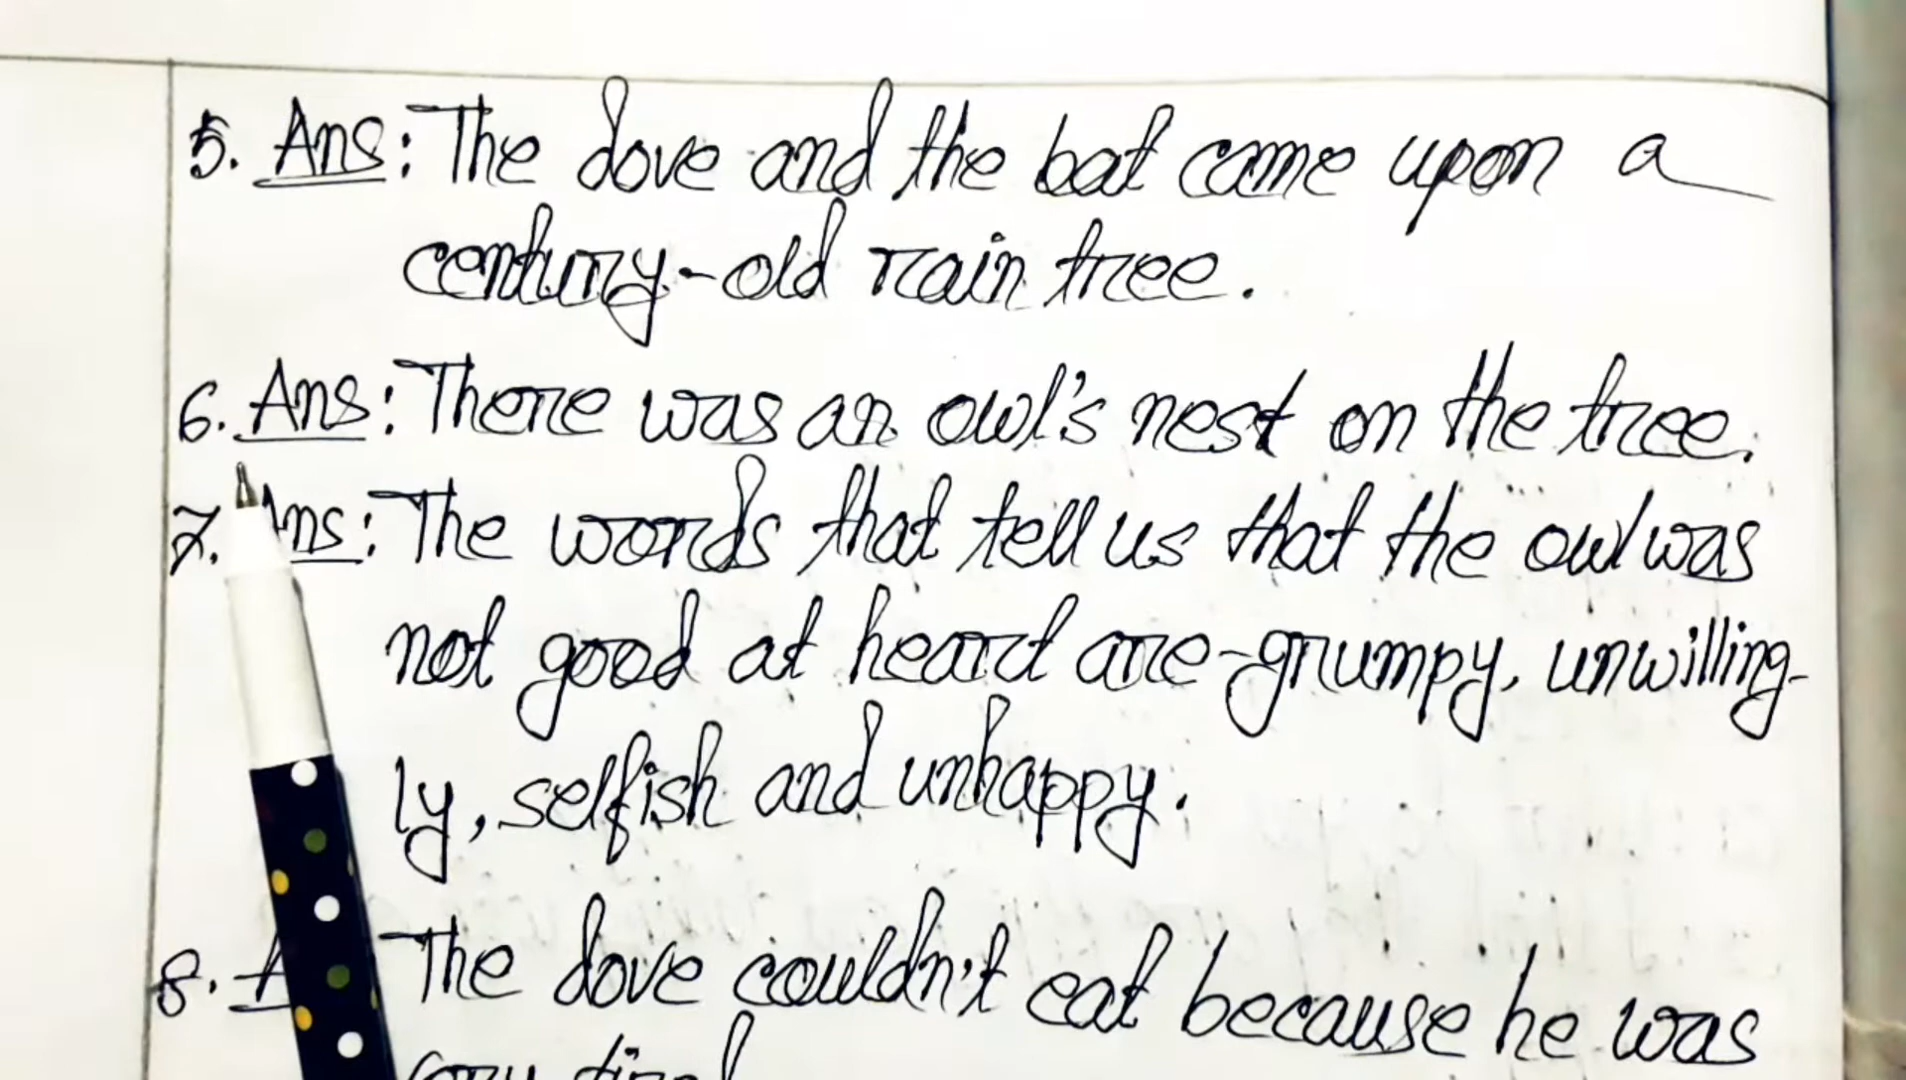 5. Ans: The dove and the bat came upon a
century-old rain tree.
6. Ans: There was an owl's nest on the tree.
7. Ans: The words that tell us that the owl was
not good at heart are-grumpy, unwilling-
ly, selfish and unhappy.
8. The dove couldn't eat because he was